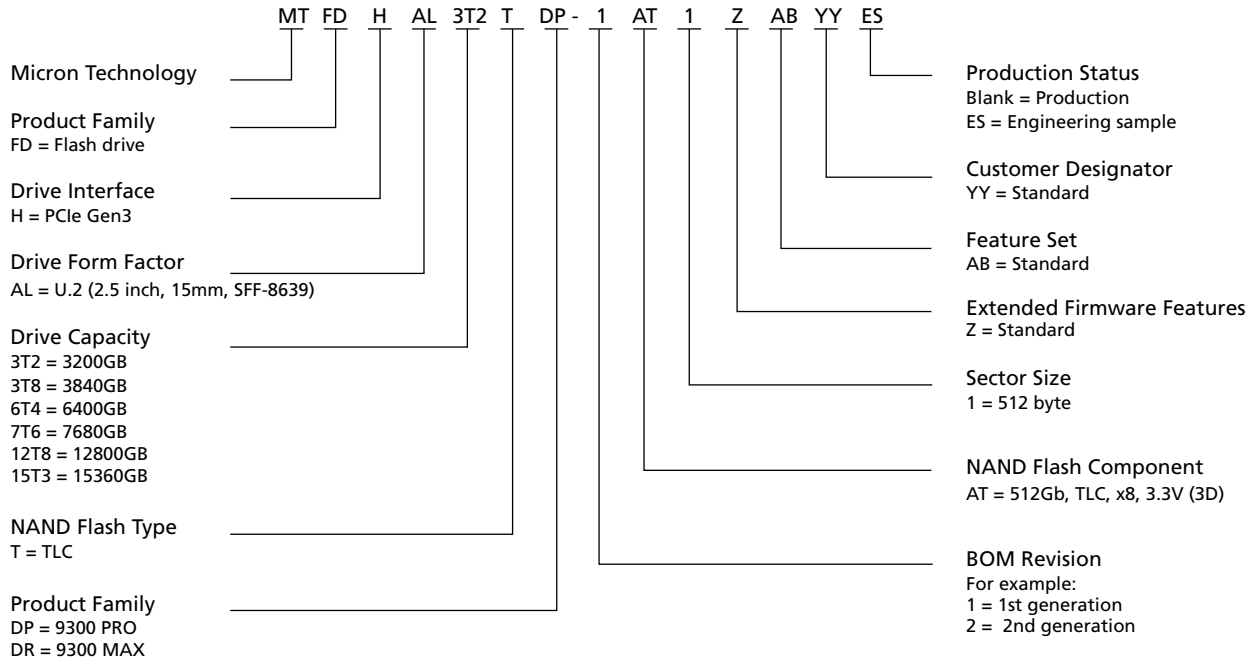 MT FD H AL 3T2 T DP - 1 AT 1 Z AB YY ES
Micron Technology
Product Family
FD = Flash drive
Drive Interface
H = PCIe Gen3
Drive Form Factor
AL = U.2 (2.5 inch, 15mm, SFF-8639)
Drive Capacity
3T2 = 3200GB
3T8 = 3840GB
6T4 = 6400GB
7T6 = 7680GB
12T8 = 12800GB
15T3 = 15360GB
NAND Flash Type
T = TLC
Product Family
DP = 9300 PRO
DR = 9300 MAX
Production Status
Blank = Production
ES = Engineering sample
Customer Designator
YY = Standard
Feature Set
AB = Standard
Extended Firmware Features
Z = Standard
Sector Size
1 = 512 byte
NAND Flash Component
AT = 512Gb, TLC, x8, 3.3V (3D)
BOM Revision
For example:
1 = 1st generation
2 = 2nd generation